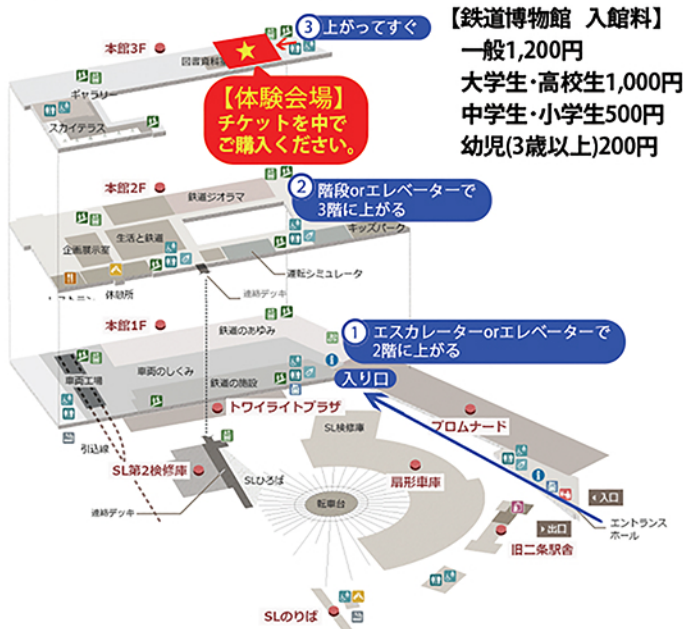 【鉄道博物館 入館料】
一般1,200円
大学生・高校生1,000円
中学生・小学生500円
幼児(3歳以上)200円
③上がってすぐ
本館3F
図書資料
ギャラリー
スカイテラス
【体験会場】
チケットを中で
ご購入ください。
②階段orエレベーターで
3階に上がる
本館2F
鉄道ジオラマ
生活と鉄道
企画展示室
キッズパーク
運転シミュレータ
休憩所
連絡デッキ
①エスカレーターorエレベーターで
2階に上がる
本館1F
鉄道のあゆみ
車両のしくみ
車両工場
鉄道の施設
入り口
トワイライトプラザ
プロムナード
引込線
SL検修庫
SL第2検修庫
SLひろば
扇形車庫
連絡デッキ
転車台
入口
エントランス
ホール
出口
旧二条駅舎
SLのりば